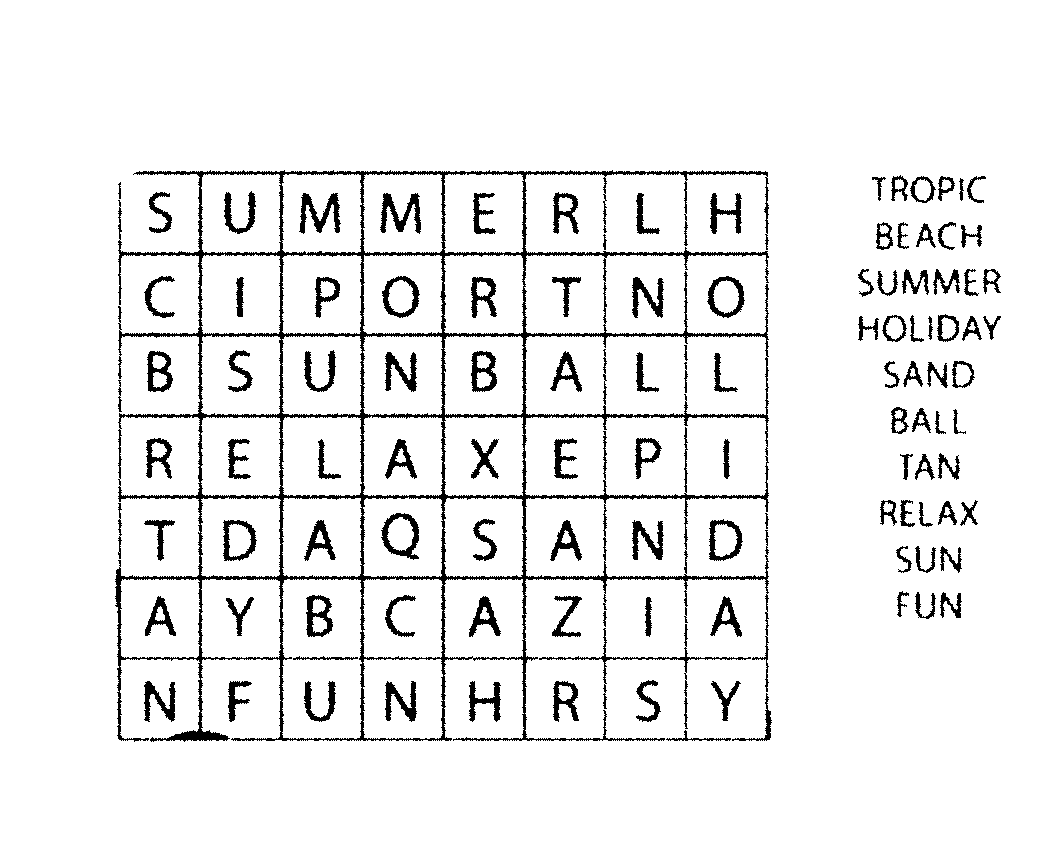 S U M M E R L H
C I P O R T N O
B S U N B A L L
R E L A X E P I
T D A Q S A N D
A Y B C A Z I A
N F U N H R S Y
TROPIC
BEACH
SUMMER
HOLIDAY
SAND
BALL
TAN
RELAX
SUN
FUN